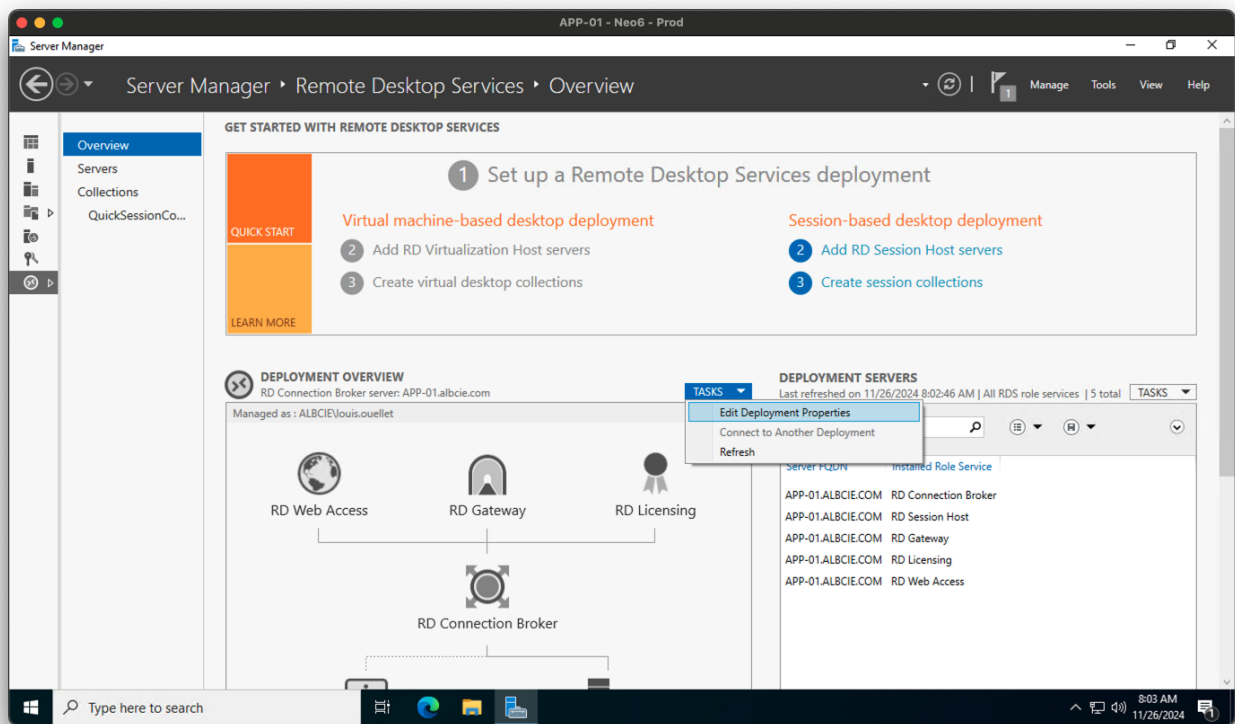 APP-01 - Neo6 - Prod
Server Manager
Server Manager ‣ Remote Desktop Services ‣ Overview
1
Manage
Tools
View
Help
Overview
Servers
Collections
QuickSessionCo...
GET STARTED WITH REMOTE DESKTOP SERVICES
QUICK START
LEARN MORE
1 Set up a Remote Desktop Services deployment
Virtual machine-based desktop deployment
2 Add RD Virtualization Host servers
3 Create virtual desktop collections
Session-based desktop deployment
2 Add RD Session Host servers
3 Create session collections
DEPLOYMENT OVERVIEW
RD Connection Broker server: APP-01.albcie.com
TASKS
Managed as : ALBCIE\louis.ouellet
Edit Deployment Properties
Connect to Another Deployment
Refresh
RD Web Access
RD Gateway
RD Licensing
RD Connection Broker
DEPLOYMENT SERVERS
Last refreshed on 11/26/2024 8:02:46 AM | All RDS role services | 5 total
TASKS
Server FQDN Installed Role Service
APP-01.ALBCIE.COM RD Connection Broker
APP-01.ALBCIE.COM RD Session Host
APP-01.ALBCIE.COM RD Gateway
APP-01.ALBCIE.COM RD Licensing
APP-01.ALBCIE.COM RD Web Access
Type here to search
8:03 AM
11/26/2024
1